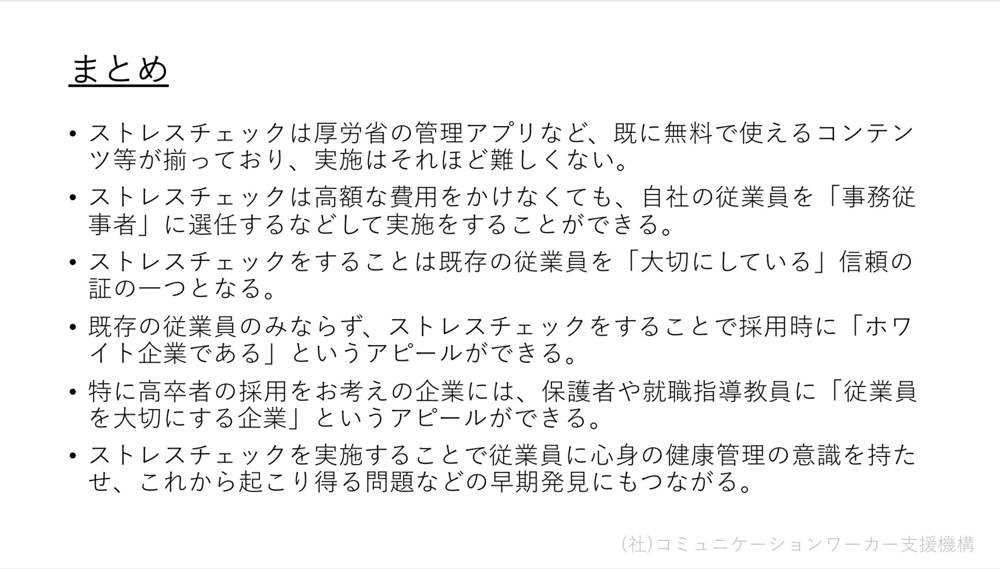 まとめ
• ストレスチェックは厚労省の管理アプリなど、既に無料で使えるコンテン
ツ等が揃っており、実施はそれほど難しくない。
• ストレスチェックは高額な費用をかけなくても、自社の従業員を「事務従
事者」に選任するなどして実施をすることができる。
• ストレスチェックをすることは既存の従業員を「大切にしている」信頼の
証の一つとなる。
• 既存の従業員のみならず、ストレスチェックをすることで採用時に「ホワ
イト企業である」というアピールができる。
• 特に高卒者の採用をお考えの企業には、保護者や就職指導教員に「従業員
を大切にする企業」というアピールができる。
• ストレスチェックを実施することで従業員に心身の健康管理の意識を持た
せ、これから起こり得る問題などの早期発見にもつながる。
(社)コミュニケーションワーカー支援機構